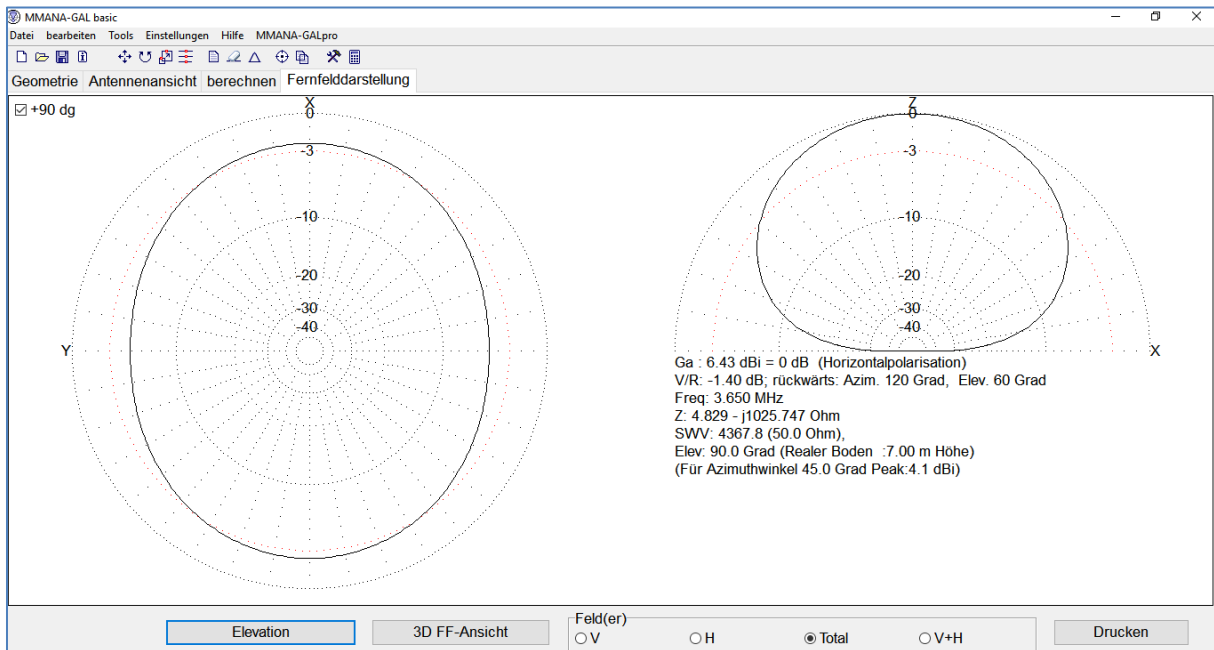 MMANA-GAL basic
Datei bearbeiten Tools Einstellungen Hilfe MMANA-GALpro
Geometrie Antennenansicht berechnen Fernfelddarstellung
+90 dg
X
0
-3
-10
-20
-30
-40
Y
Z
0
-3
-10
-20
-30
-40
X
Ga : 6.43 dBi = 0 dB (Horizontalpolarisation)
V/R: -1.40 dB; rückwärts: Azim. 120 Grad, Elev. 60 Grad
Freq: 3.650 MHz
Z: 4.829 - j1025.747 Ohm
SWV: 4367.8 (50.0 Ohm),
Elev: 90.0 Grad (Realer Boden :7.00 m Höhe)
(Für Azimuthwinkel 45.0 Grad Peak:4.1 dBi)
Elevation
3D FF-Ansicht
Feld(er)
V
H
Total
V+H
Drucken